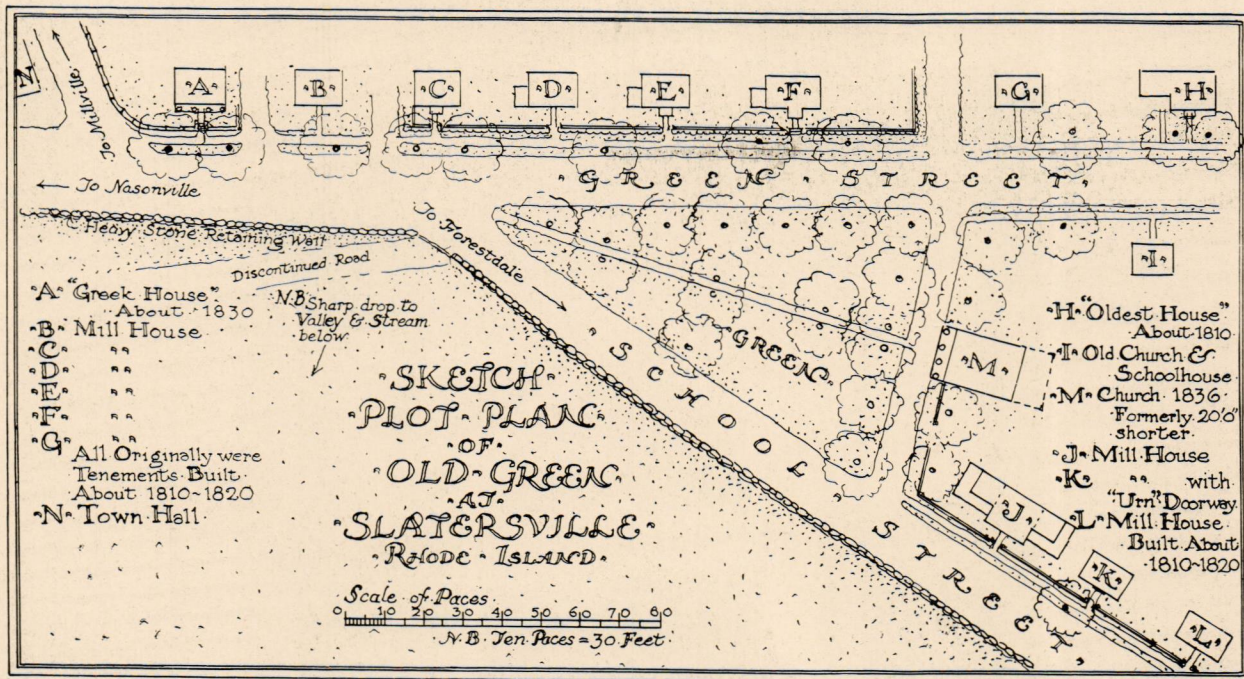 N
To Millville
A
B
C
D
E
F
G
H
To Nasonville
GREEN STREET
Heavy Stone Retaining Wall
Discontinued Road
To Forestdale
N.B. Sharp drop to
Valley & Stream
below
I
GREEN
M
SCHOOL STREET
J
K
L
A "Greek House"
About 1830
B Mill House
C " "
D " "
E " "
F " "
G " "
All Originally were
Tenements Built
About 1810~1820
N Town Hall
SKETCH
PLOT PLAN
OF
OLD GREEN
AT
SLATERSVILLE
RHODE ISLAND
Scale of Paces
0 10 20 30 40 50 60 70 80
N.B. Ten Paces = 30 Feet
H "Oldest House"
About 1810
I Old Church &
Schoolhouse
M Church 1836
Formerly 20'0"
shorter
J Mill House
K " " with
"Urn" Doorway
L Mill House
Built About
1810~1820